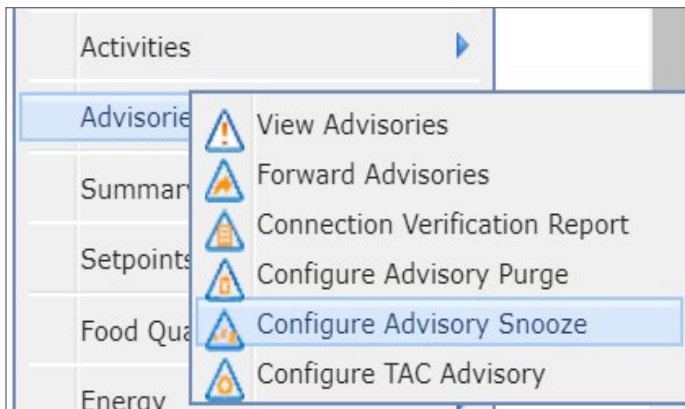 Activities
Advisorie
View Advisories
Forward Advisories
Summar
Connection Verification Report
Setpoints
Configure Advisory Purge
Food Qua
Configure Advisory Snooze
Configure TAC Advisory
Energy